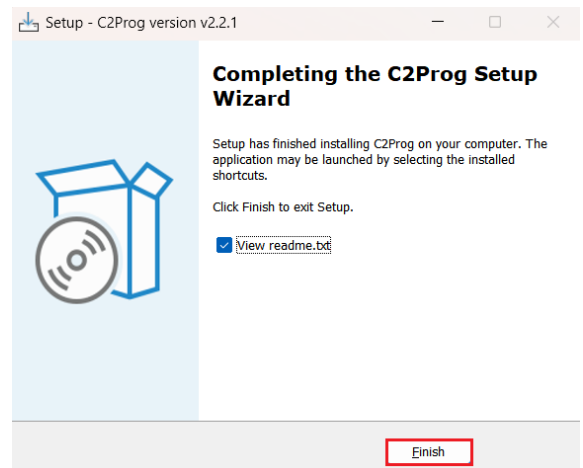 Setup - C2Prog version v2.2.1
Completing the C2Prog Setup
Wizard
Setup has finished installing C2Prog on your computer. The
application may be launched by selecting the installed
shortcuts.
Click Finish to exit Setup.
View readme.txt
Finish